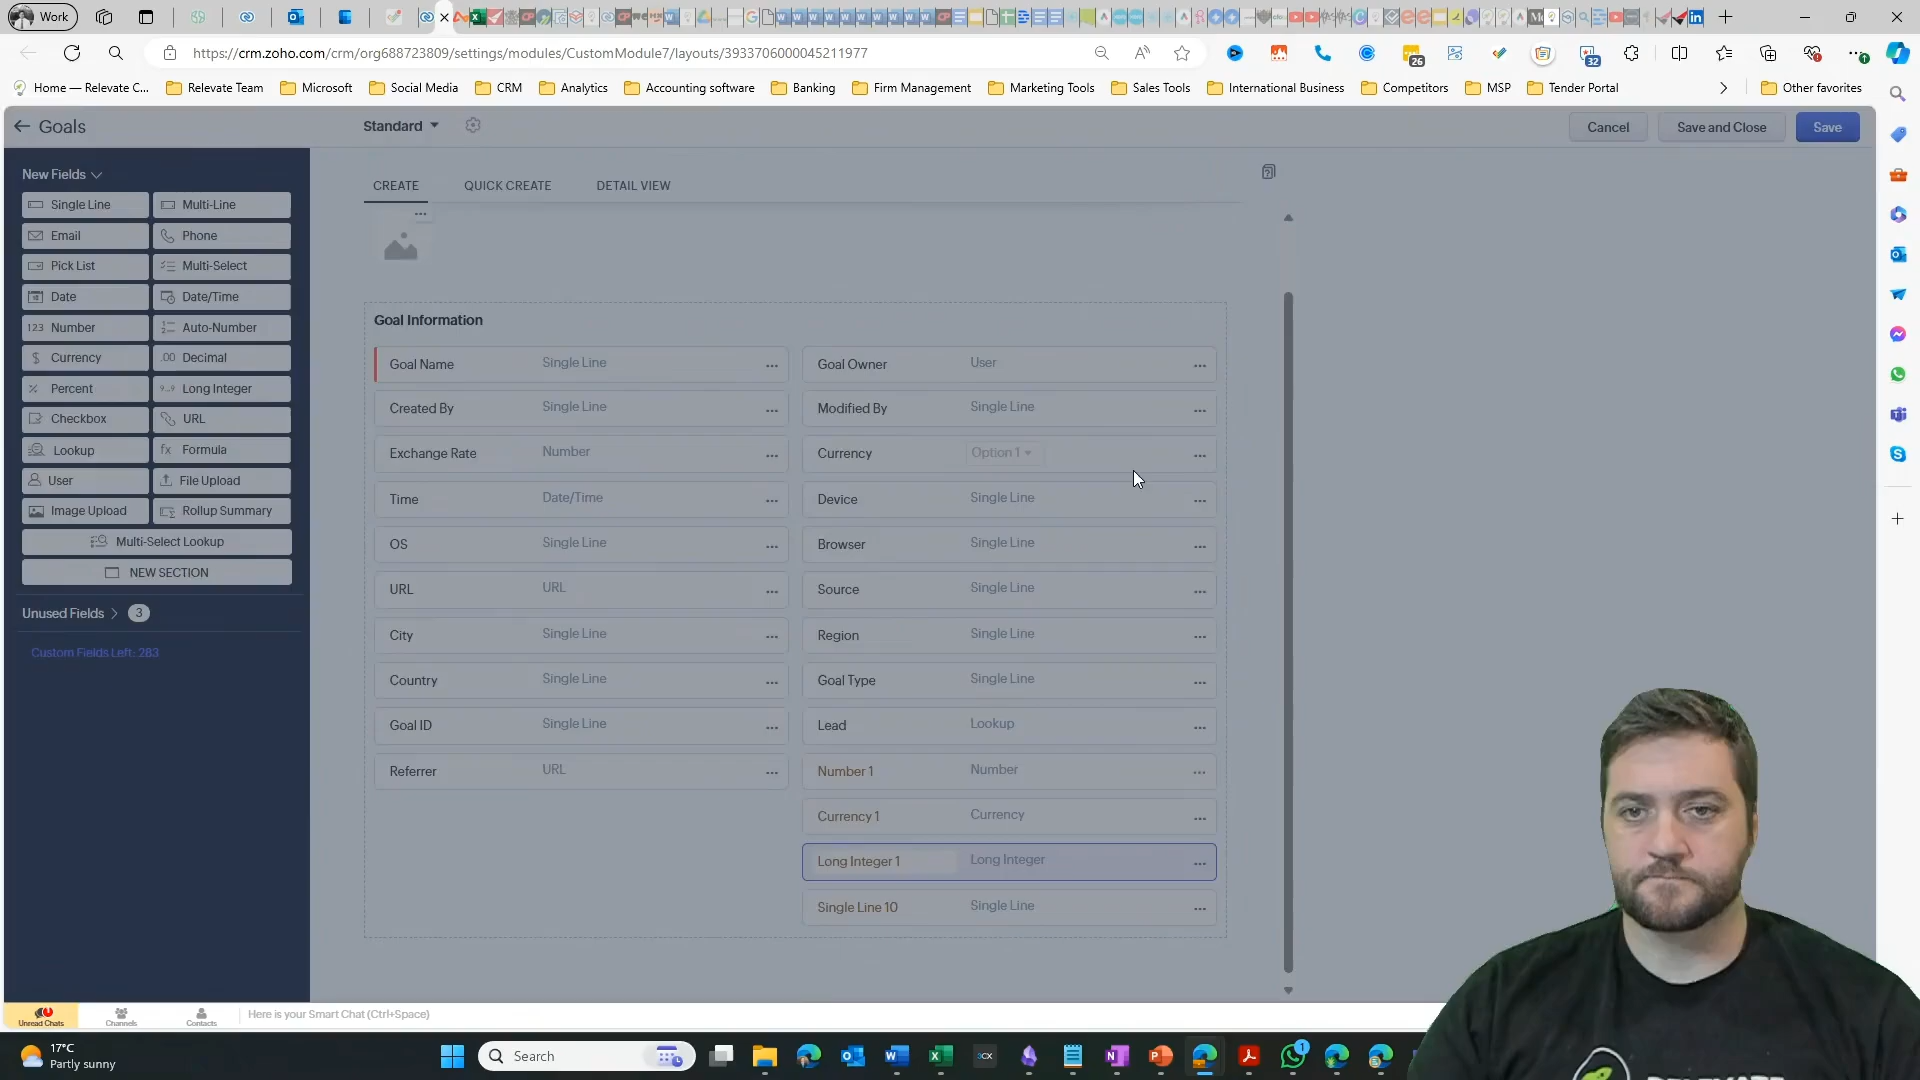 Work
https://crm.zoho.com/crm/org688723809/settings/modules/CustomModule7/layouts/3933706000045211977
26
32
Home — Relevate C...
Relevate Team
Microsoft
Social Media
CRM
Analytics
Accounting software
Banking
Firm Management
Marketing Tools
Sales Tools
International Business
Competitors
MSP
Tender Portal
Other favorites
Goals
Standard
Cancel
Save and Close
Save
New Fields
Single Line
Multi-Line
Email
Phone
Pick List
Multi-Select
Date
Date/Time
123 Number
Auto-Number
$ Currency
.00 Decimal
% Percent
Long Integer
Checkbox
URL
Lookup
fx Formula
User
File Upload
Image Upload
Rollup Summary
Multi-Select Lookup
NEW SECTION
Unused Fields
3
Custom Fields Left: 283
CREATE
QUICK CREATE
DETAIL VIEW
Goal Information
Goal Name Single Line
Goal Owner User
Created By Single Line
Modified By Single Line
Exchange Rate Number
Currency Option 1
Time Date/Time
Device Single Line
OS Single Line
Browser Single Line
URL URL
Source Single Line
City Single Line
Region Single Line
Country Single Line
Goal Type Single Line
Goal ID Single Line
Lead Lookup
Referrer URL
Number 1 Number
Currency 1 Currency
Long Integer 1 Long Integer
Single Line 10 Single Line
Unread Chats
Channels
Contacts
Here is your Smart Chat (Ctrl+Space)
17°C
Partly sunny
Search
3CX
1